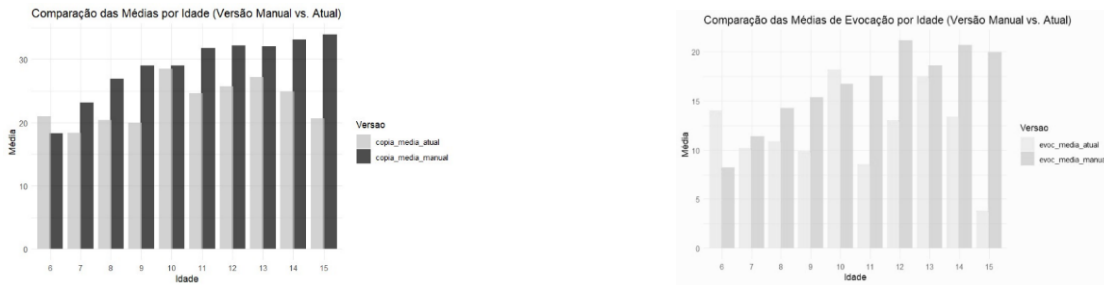 Comparação das Médias por Idade (Versão Manual vs. Atual)
30
20
10
0
Média
6 7 8 9 10 11 12 13 14 15
Idade
Versao
copia_media_atual
copia_media_manual
Comparação das Médias de Evocação por Idade (Versão Manual vs. Atual)
20
15
10
5
0
Média
6 7 8 9 10 11 12 13 14 15
Idade
Versao
evoc_media_atual
evoc_media_manua